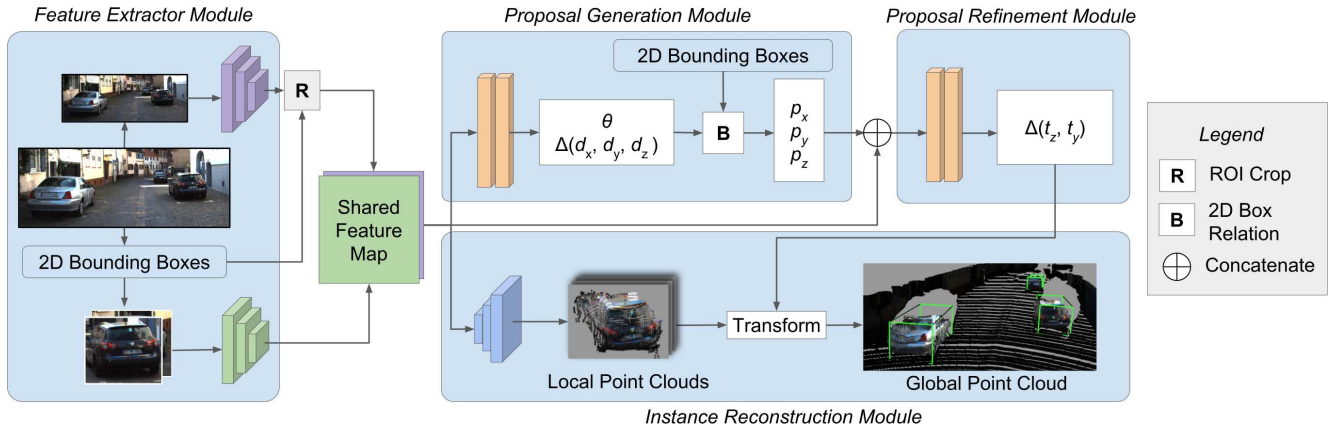 Feature Extractor Module
Proposal Generation Module
Proposal Refinement Module
R
2D Bounding Boxes
Shared
Feature
Map
2D Bounding Boxes
θ
Δ(dx, dy, dz )
B
px
py
pz
Δ(tz, ty)
Local Point Clouds
Transform
Global Point Cloud
Instance Reconstruction Module
Legend
R ROI Crop
B 2D Box
Relation
Concatenate